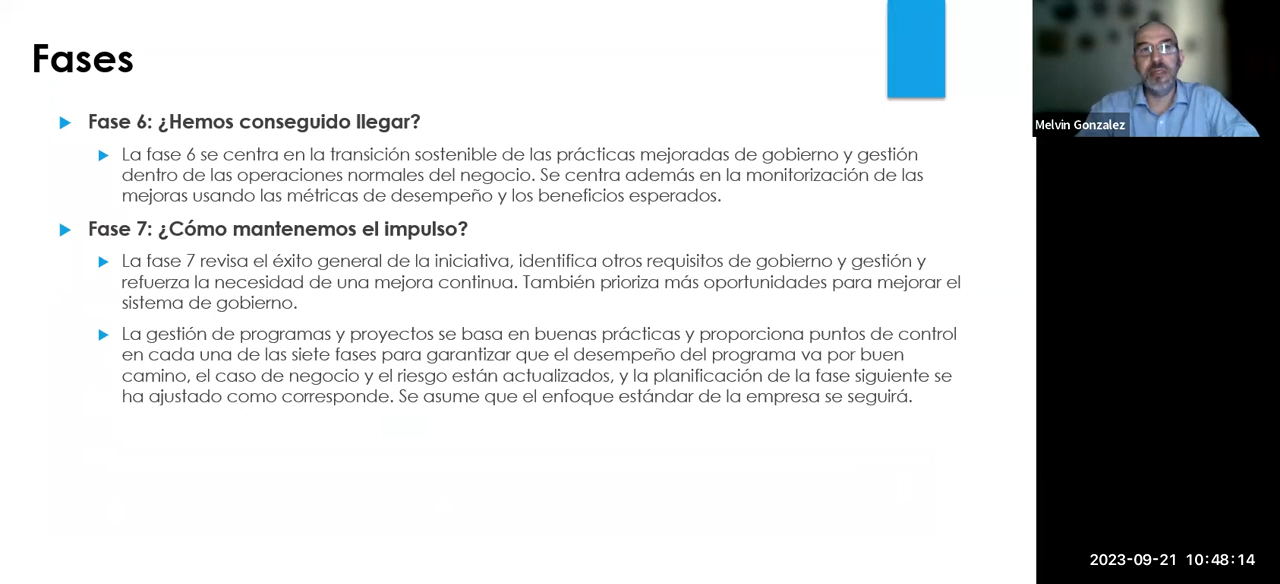 Fases
Fase 6: ¿Hemos conseguido llegar?
La fase 6 se centra en la transición sostenible de las prácticas mejoradas de gobierno y gestión
dentro de las operaciones normales del negocio. Se centra además en la monitorización de las
mejoras usando las métricas de desempeño y los beneficios esperados.
Fase 7: ¿Cómo mantenemos el impulso?
La fase 7 revisa el éxito general de la iniciativa, identifica otros requisitos de gobierno y gestión y
refuerza la necesidad de una mejora continua. También prioriza más oportunidades para mejorar el
sistema de gobierno.
La gestión de programas y proyectos se basa en buenas prácticas y proporciona puntos de control
en cada una de las siete fases para garantizar que el desempeño del programa va por buen
camino, el caso de negocio y el riesgo están actualizados, y la planificación de la fase siguiente se
ha ajustado como corresponde. Se asume que el enfoque estándar de la empresa se seguirá.
Melvin Gonzalez
2023-09-21 10:48:14